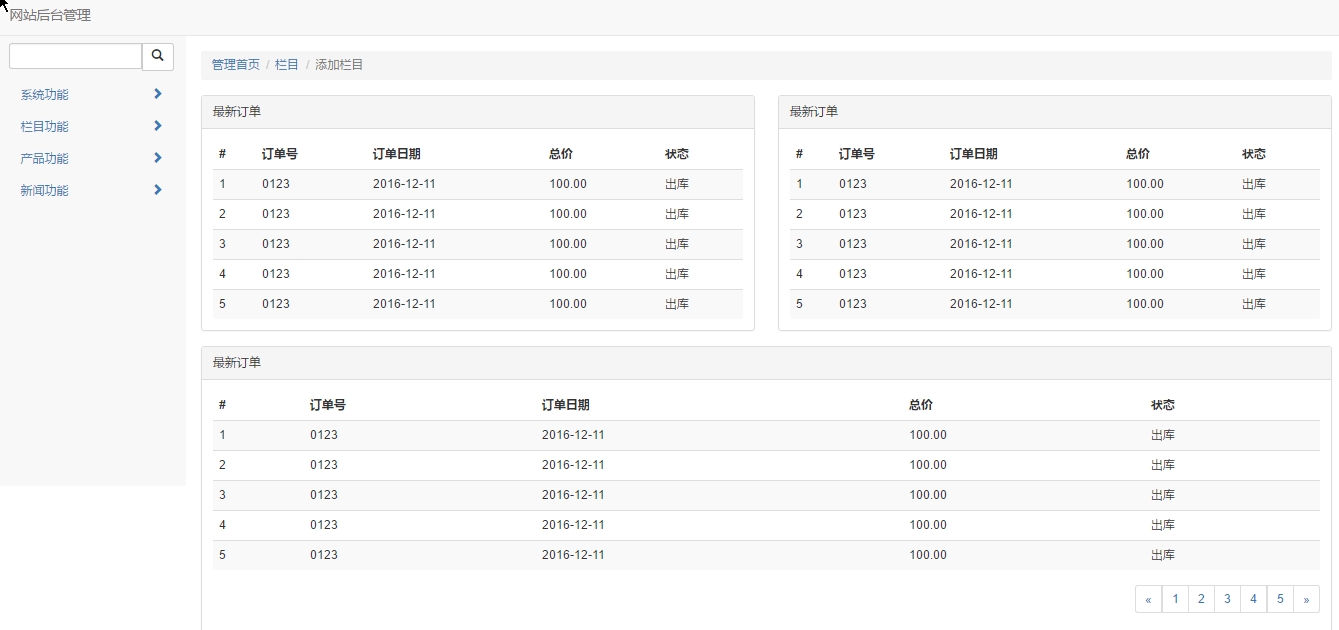 网站后台管理
系统功能
栏目功能
产品功能
新闻功能
管理首页 / 栏目 / 添加栏目
最新订单
# 订单号 订单日期 总价 状态
1 0123 2016-12-11 100.00 出库
2 0123 2016-12-11 100.00 出库
3 0123 2016-12-11 100.00 出库
4 0123 2016-12-11 100.00 出库
5 0123 2016-12-11 100.00 出库
最新订单
# 订单号 订单日期 总价 状态
1 0123 2016-12-11 100.00 出库
2 0123 2016-12-11 100.00 出库
3 0123 2016-12-11 100.00 出库
4 0123 2016-12-11 100.00 出库
5 0123 2016-12-11 100.00 出库
最新订单
# 订单号 订单日期 总价 状态
1 0123 2016-12-11 100.00 出库
2 0123 2016-12-11 100.00 出库
3 0123 2016-12-11 100.00 出库
4 0123 2016-12-11 100.00 出库
5 0123 2016-12-11 100.00 出库
« 1 2 3 4 5 »